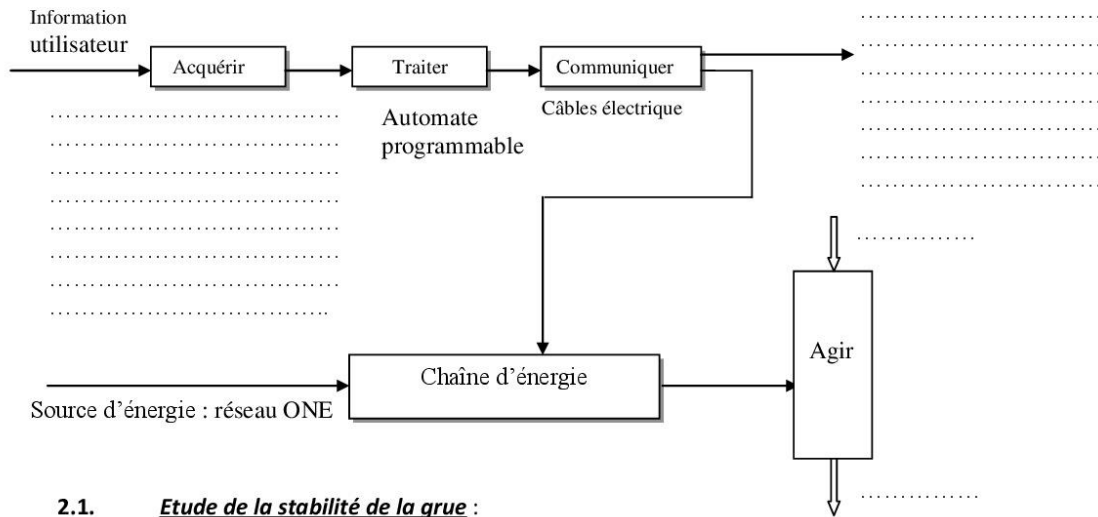 Information
utilisateur
Acquérir
Traiter
Communiquer
Câbles électrique
Automate
programmable
……………………………………
……………………………………
……………………………………
……………………………………
……………………………………
……………………………………
……………………………………
……………………………………
……………………………………
……………………………………
……………………………………
……………………………………
……………………………………
……………………………………
……………………………………..
……………
Agir
Chaîne d'énergie
Source d'énergie : réseau ONE
……………
2.1. Etude de la stabilité de la grue :